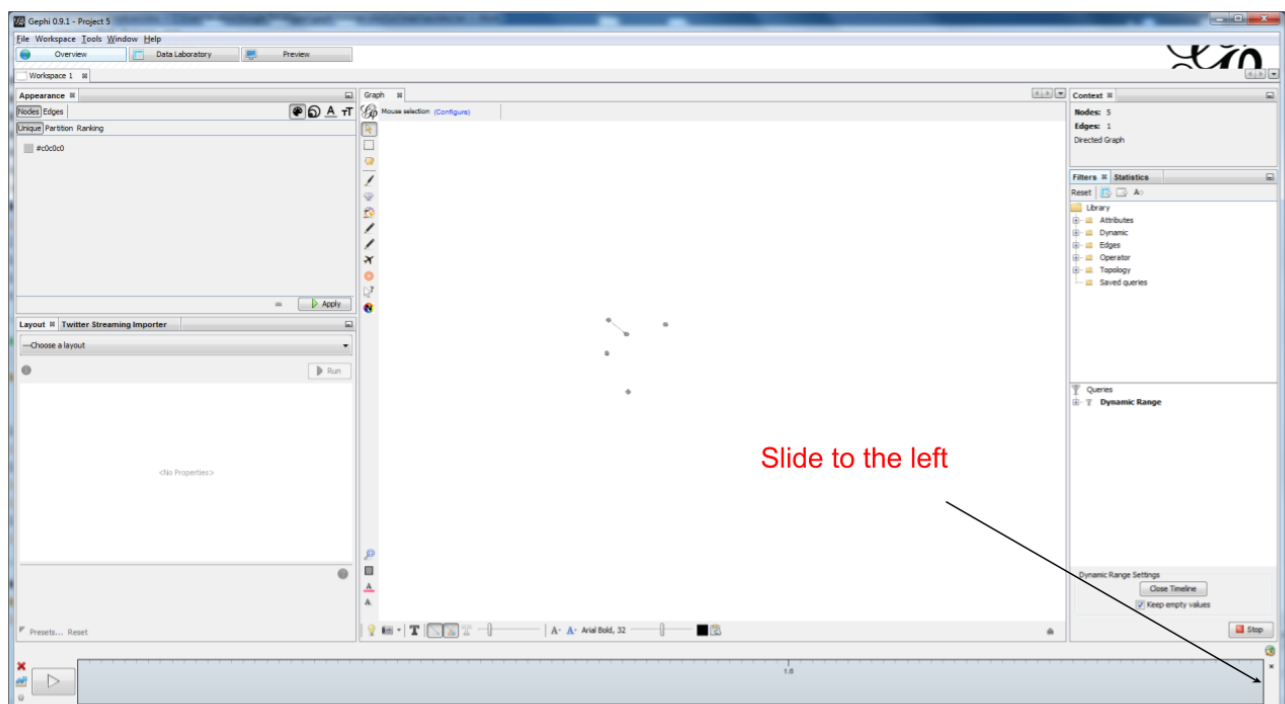 Gephi 0.9.1 - Project 5
File Workspace Tools Window Help
Overview
Data Laboratory
Preview
Workspace 1
Appearance
Nodes Edges
Unique Partition Ranking
#c0c0c0
Apply
Layout
Twitter Streaming Importer
---Choose a layout
Run
<No Properties>
Presets... Reset
Graph
Mouse selection (Configure)
Slide to the left
Arial Bold, 32
Context
Nodes: 5
Edges: 1
Directed Graph
Filters
Statistics
Reset
Library
Attributes
Dynamic
Edges
Operator
Topology
Saved queries
Queries
Dynamic Range
Dynamic Range Settings
Close Timeline
Keep empty values
Stop
1.0